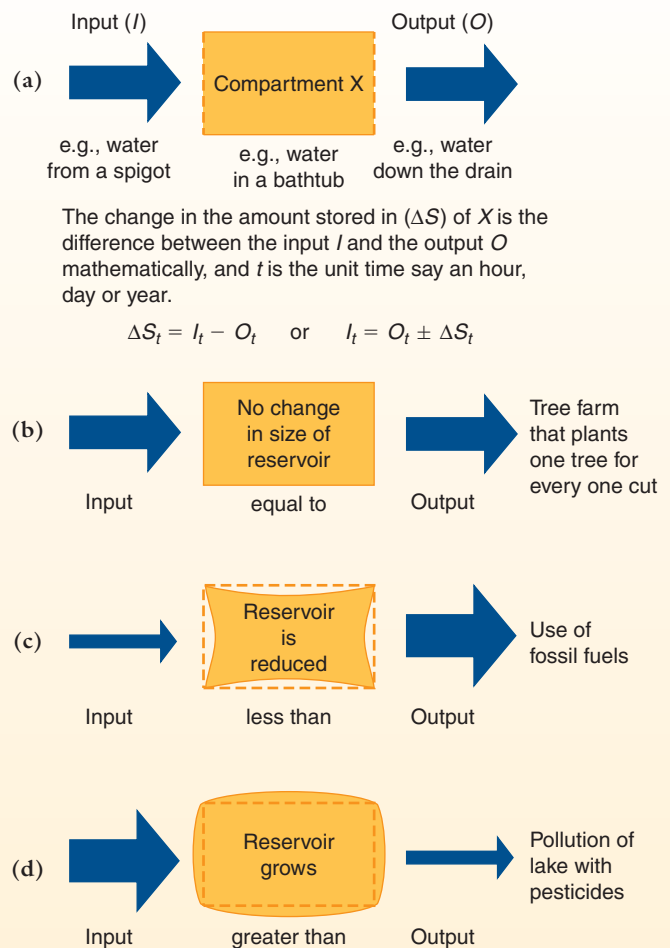 Input (I)
Output (O)
(a)
Compartment X
e.g., water
from a spigot
e.g., water
in a bathtub
e.g., water
down the drain
The change in the amount stored in (ΔS) of X is the
difference between the input I and the output O
mathematically, and t is the unit time say an hour,
day or year.
ΔSₜ = Iₜ − Oₜ or Iₜ = Oₜ ± ΔSₜ
(b)
No change
in size of
reservoir
Tree farm
that plants
one tree for
every one cut
Input
equal to
Output
(c)
Reservoir
is
reduced
Use of
fossil fuels
Input
less than
Output
(d)
Reservoir
grows
Pollution of
lake with
pesticides
Input
greater than
Output